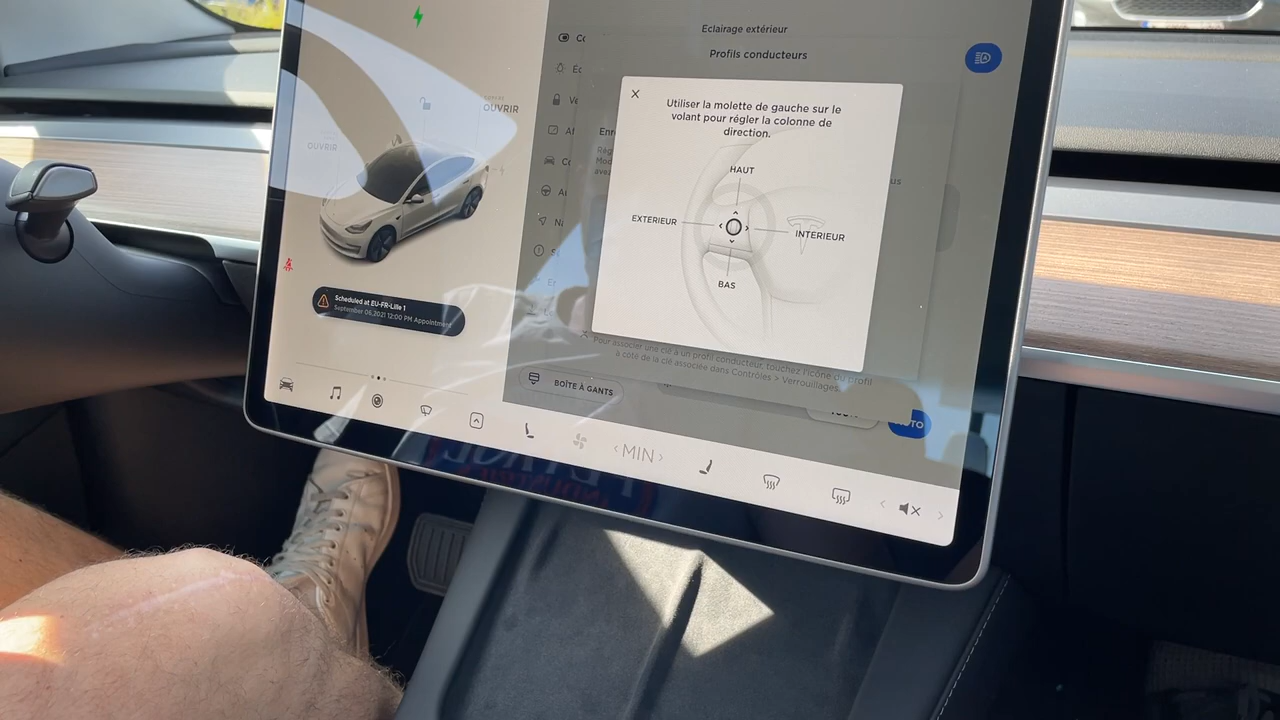 Eclairage extérieur
Profils conducteurs
Utiliser la molette de gauche sur le
volant pour régler la colonne de
direction.
HAUT
EXTERIEUR
INTERIEUR
BAS
OUVRIR
OUVRIR
Scheduled at EU-FR-Lille 1
September 06, 2021 12:00 PM Appointment
Pour associer une clé à un profil conducteur, touchez l'icône du profil
à côté de la clé associée dans Contrôles > Verrouillages.
BOÎTE À GANTS
AUTO
MIN